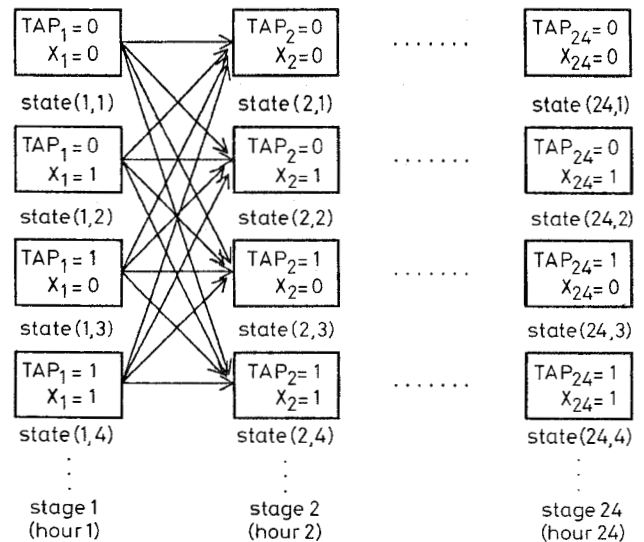 TAP₁=0
X₁=0
state(1,1)
TAP₁=0
X₁=1
state(1,2)
TAP₁=1
X₁=0
state(1,3)
TAP₁=1
X₁=1
state(1,4)
stage 1
(hour 1)
TAP₂=0
X₂=0
state(2,1)
TAP₂=0
X₂=1
state(2,2)
TAP₂=1
X₂=0
state(2,3)
TAP₂=1
X₂=1
state(2,4)
stage 2
(hour 2)
TAP₂₄=0
X₂₄=0
state(24,1)
TAP₂₄=0
X₂₄=1
state(24,2)
TAP₂₄=1
X₂₄=0
state(24,3)
TAP₂₄=1
X₂₄=1
state(24,4)
stage 24
(hour 24)